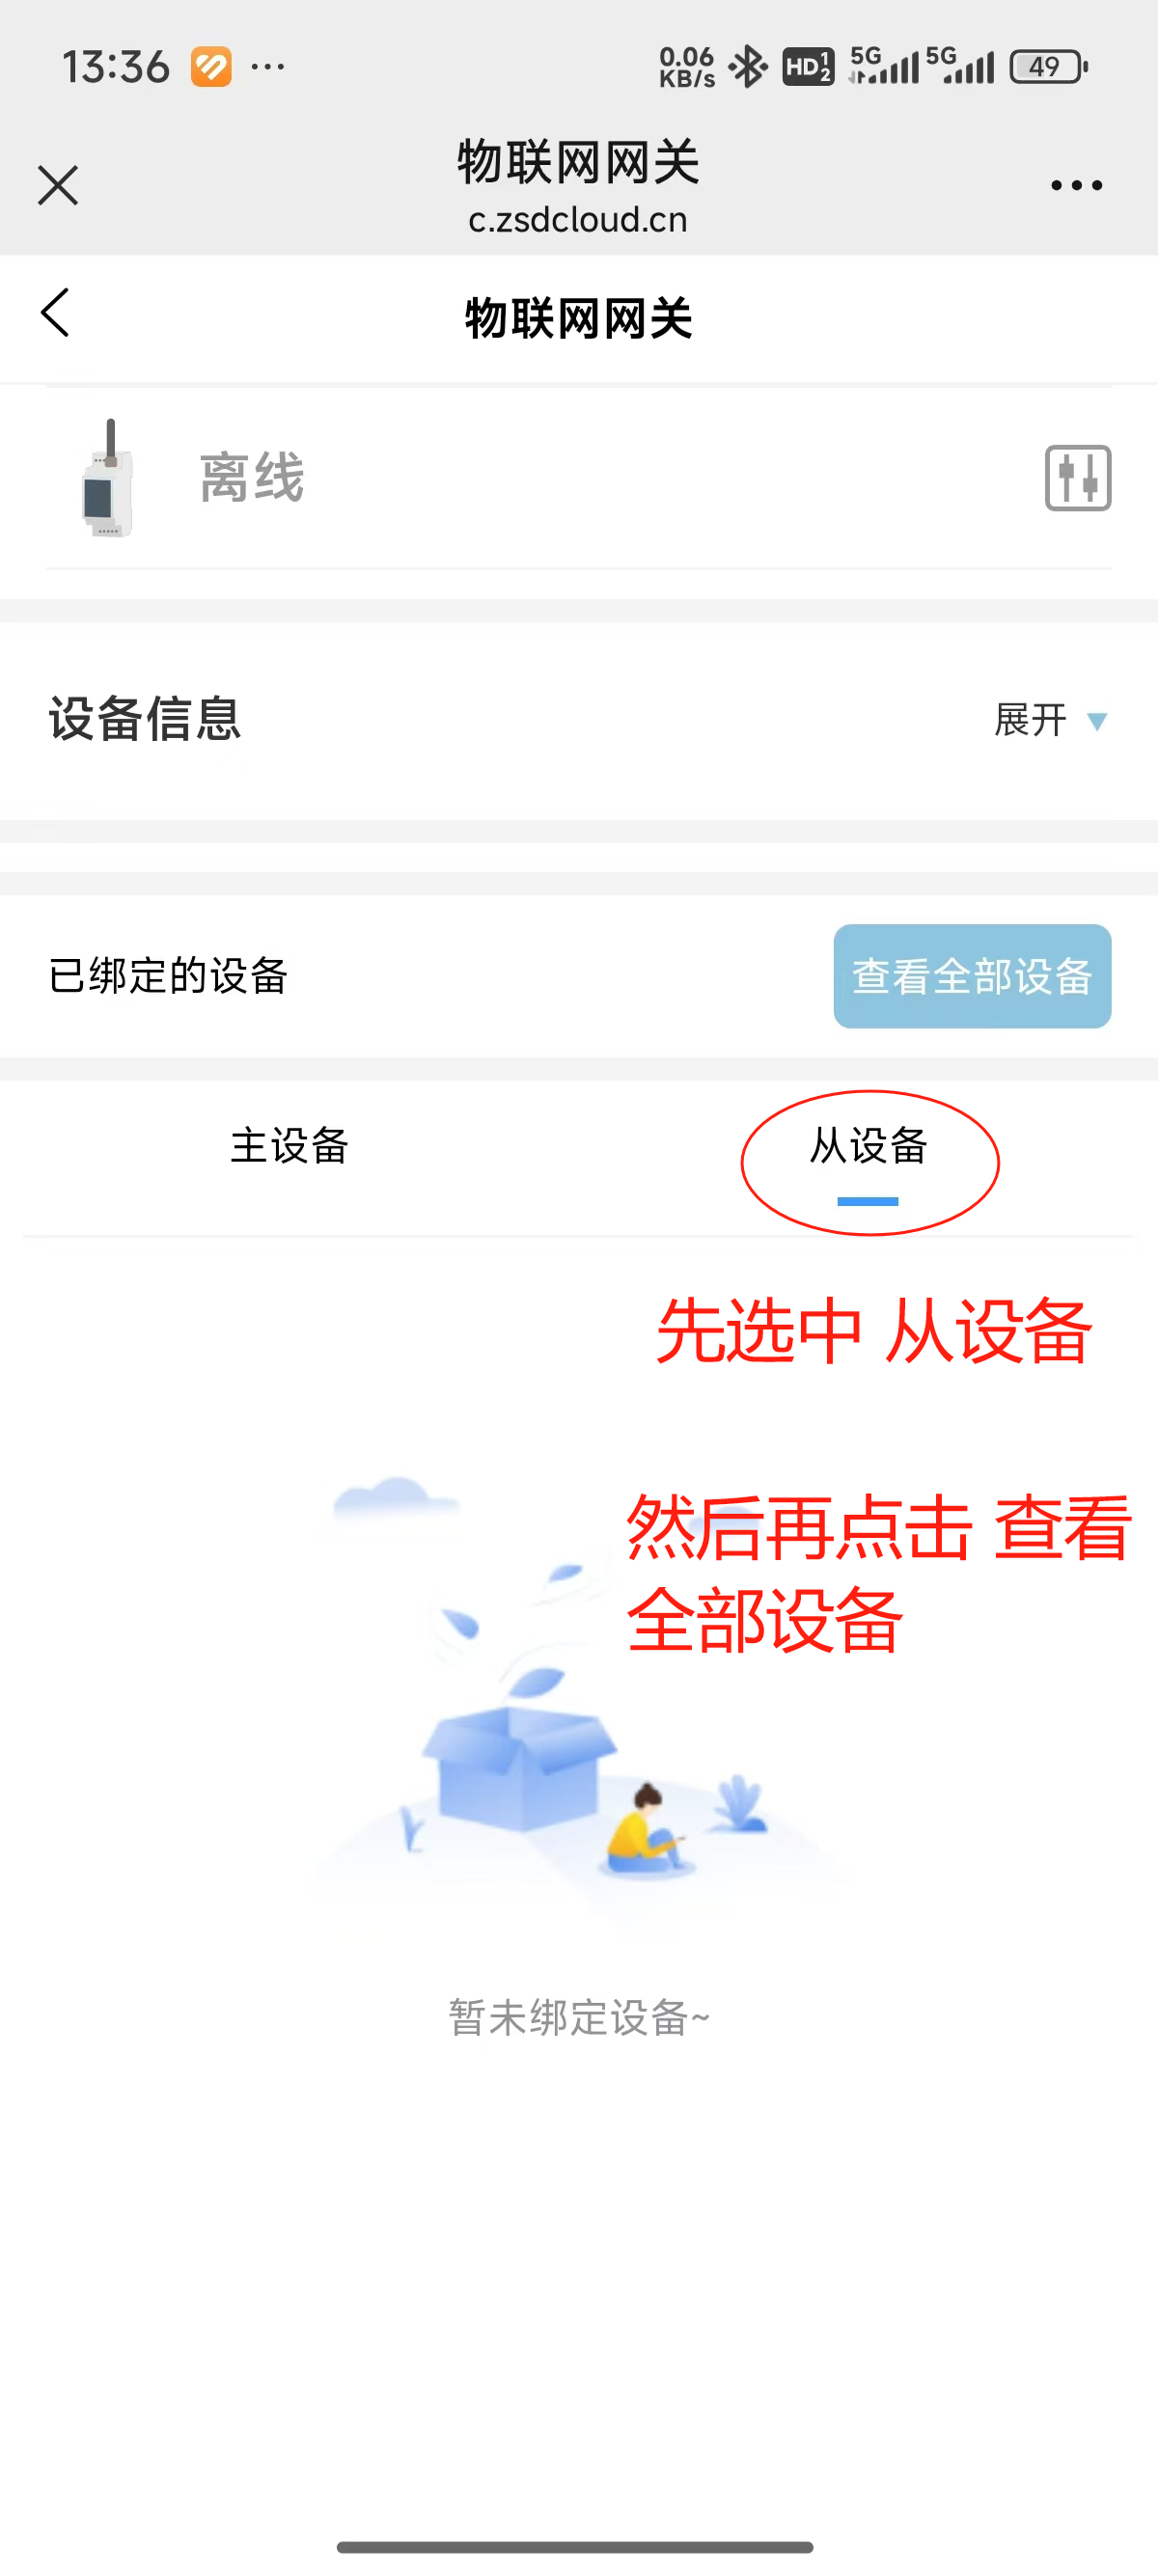 13:36 ... 0.06 KB/s HD 1 2 5G 5G 49
物联网网关
c.zsdcloud.cn
物联网网关
离线
设备信息 展开
已绑定的设备 查看全部设备
主设备 从设备
先选中 从设备
然后再点击 查看
全部设备
暂未绑定设备~